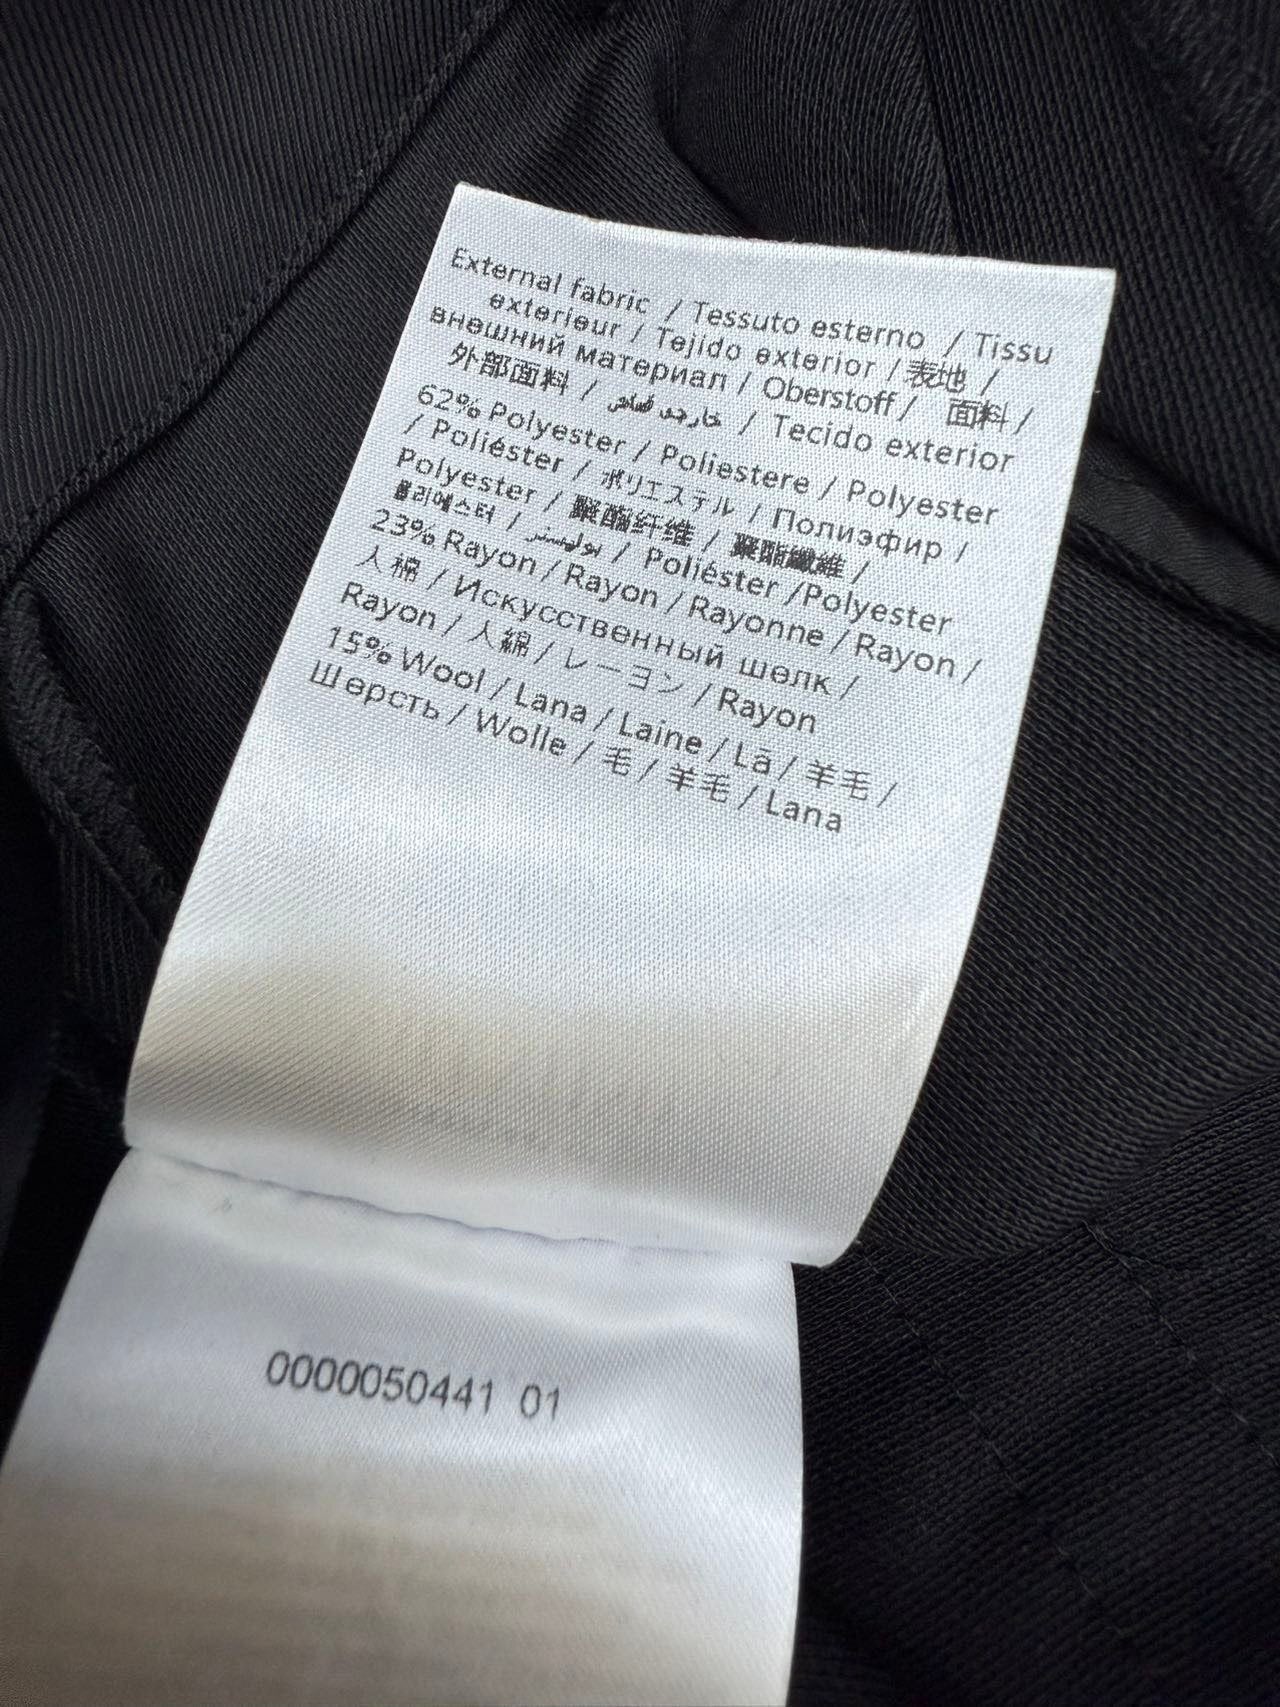 External fabric / Tessuto esterno / Tissu
exterieur / Tejido exterior / 表地 /
внешний материал / Oberstoff / 面料 /
外部面料 / خارجي قماش / Tecido exterior
62% Polyester / Poliestere / Polyester
/ Poliéster / ポリエステル / Полиэфир /
Polyester / 聚酯纤维 / 聚酯纖維 /
폴리에스터 / بوليستر / Poliéster /Polyester
23% Rayon / Rayon / Rayonne / Rayon /
人棉 / Искусственный шелк /
Rayon / 人綿 / レーヨン / Rayon
15% Wool / Lana / Laine / Lã / 羊毛 /
Шерсть / Wolle / 毛 / 羊毛 / Lana
0000050441 01